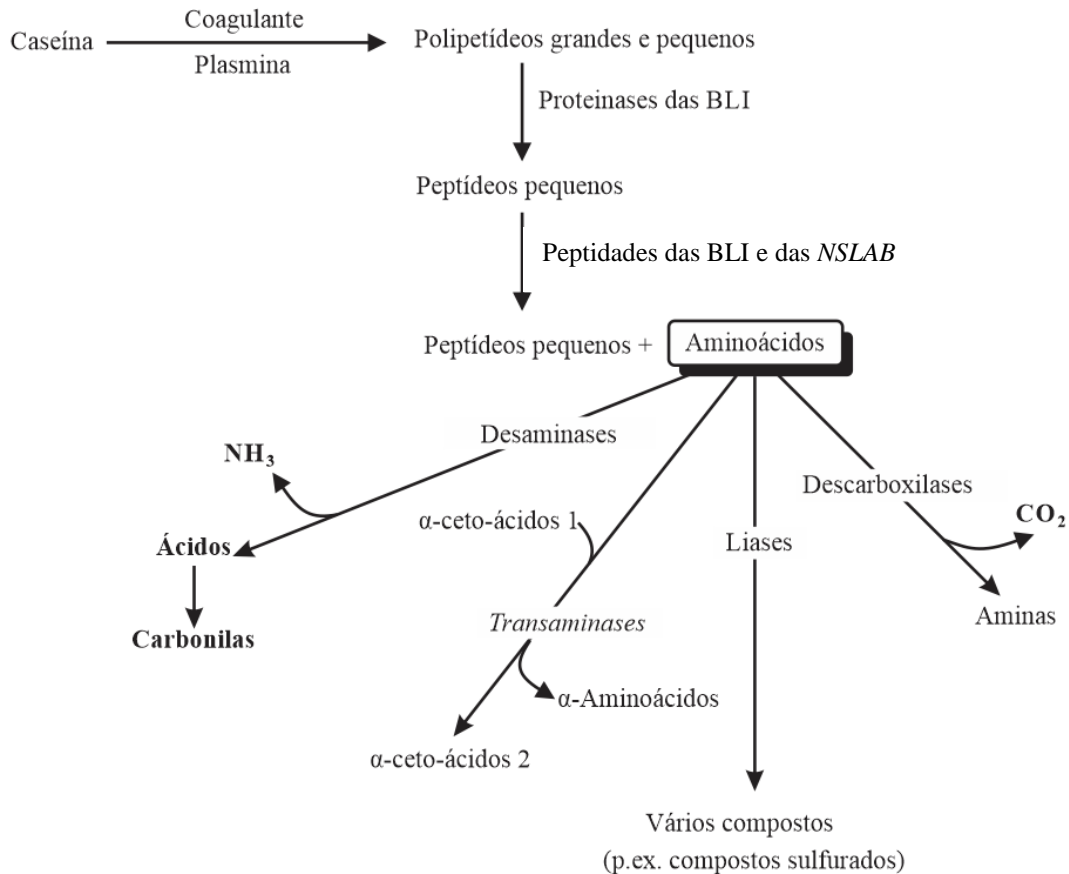 Coagulante
Caseína
Plasmina
Polipetídeos grandes e pequenos
Proteinases das BLI
Peptídeos pequenos
Peptidades das BLI e das NSLAB
Peptídeos pequenos + Aminoácidos
Desaminases
NH₃
Descarboxilases
α-ceto-ácidos 1
CO₂
Liases
Ácidos
Transaminases
Aminas
Carbonilas
α-Aminoácidos
α-ceto-ácidos 2
Vários compostos
(p.ex. compostos sulfurados)